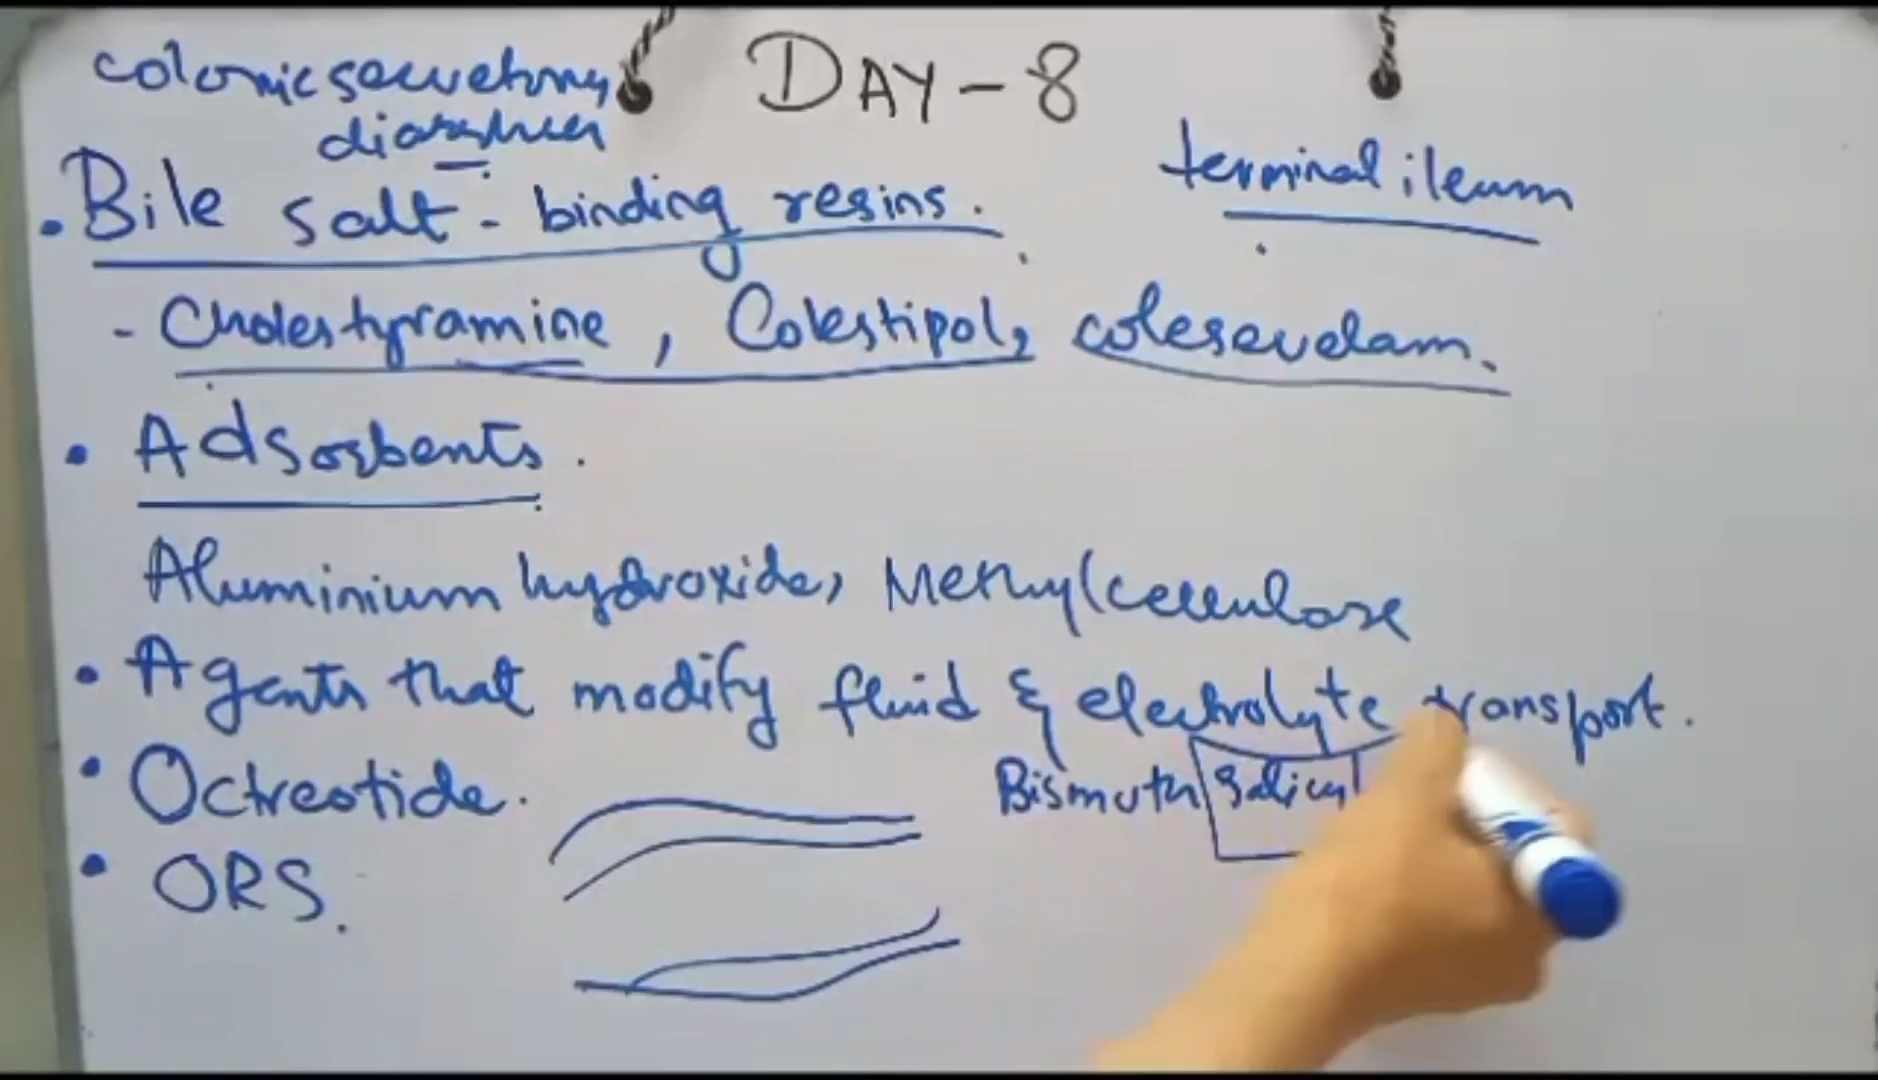 DAY - 8
colonic secretory
diarrhea
terminal ileum
• Bile salt - binding resins.
- Cholestyramine, Colestipol, colesevelam.
• Adsorbents.
Aluminium hydroxide, Methylcellulose
• Agents that modify fluid & electrolyte transport.
Bismuth Salicyl
• Octreotide.
• ORS.